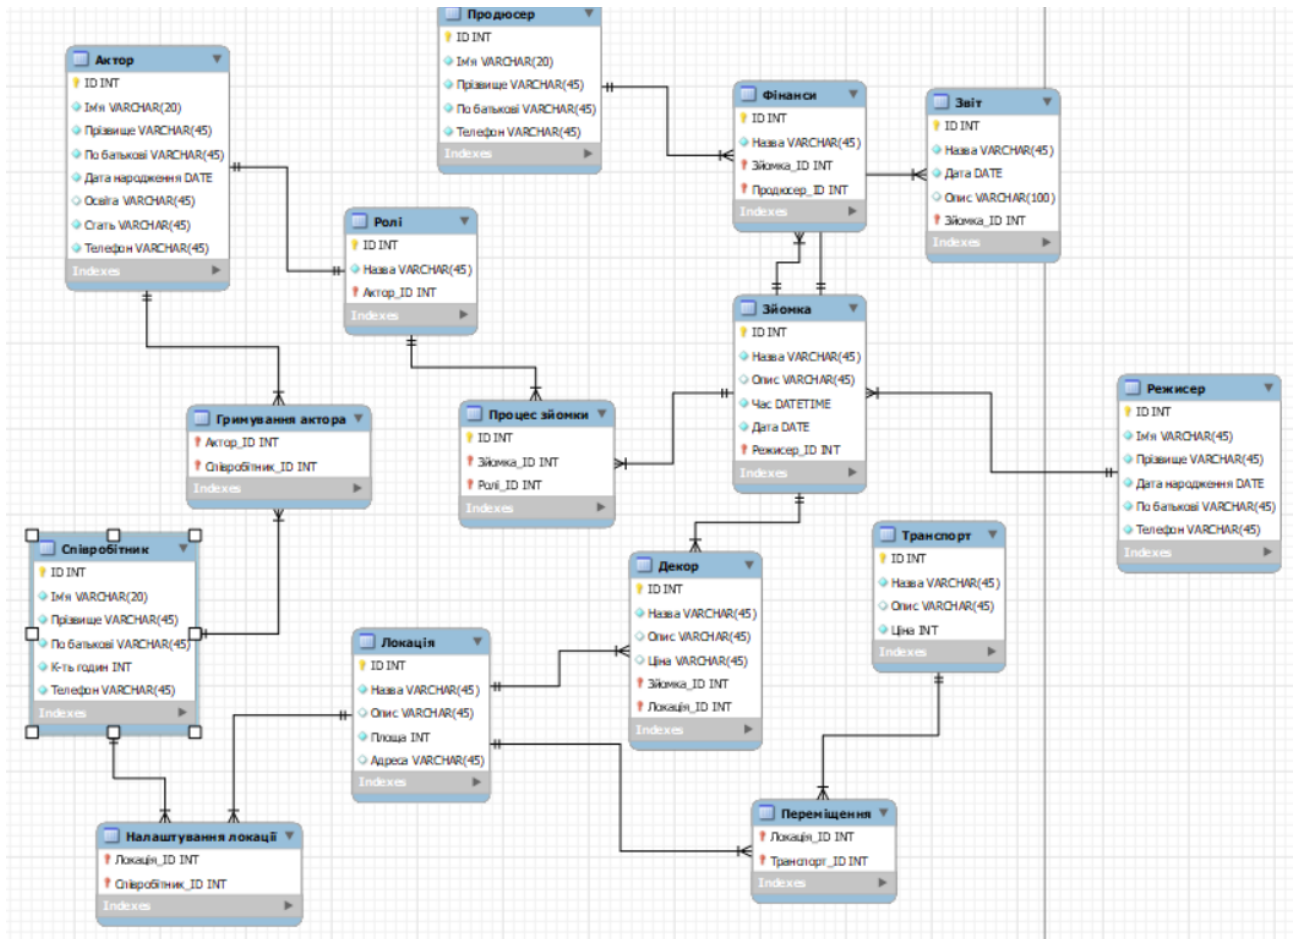 Продюсер
ID INT
Ім'я VARCHAR(20)
Прізвище VARCHAR(45)
По батькові VARCHAR(45)
Телефон VARCHAR(45)
Indexes
Актор
ID INT
Ім'я VARCHAR(20)
Прізвище VARCHAR(45)
По батькові VARCHAR(45)
Дата народження DATE
Освіта VARCHAR(45)
Стать VARCHAR(45)
Телефон VARCHAR(45)
Indexes
Фінанси
ID INT
Назва VARCHAR(45)
Зйомка_ID INT
Продюсер_ID INT
Indexes
Звіт
ID INT
Назва VARCHAR(45)
Дата DATE
Опис VARCHAR(100)
Зйомка_ID INT
Indexes
Ролі
ID INT
Назва VARCHAR(45)
Актор_ID INT
Indexes
Зйомка
ID INT
Назва VARCHAR(45)
Опис VARCHAR(45)
Час DATETIME
Дата DATE
Режисер_ID INT
Indexes
Режисер
ID INT
Ім'я VARCHAR(45)
Прізвище VARCHAR(45)
Дата народження DATE
По батькові VARCHAR(45)
Телефон VARCHAR(45)
Indexes
Гримування актора
Актор_ID INT
Співробітник_ID INT
Indexes
Процес зйомки
ID INT
Зйомка_ID INT
Ролі_ID INT
Indexes
Співробітник
ID INT
Ім'я VARCHAR(20)
Прізвище VARCHAR(45)
По батькові VARCHAR(45)
К-ть годин INT
Телефон VARCHAR(45)
Indexes
Транспорт
ID INT
Назва VARCHAR(45)
Опис VARCHAR(45)
Ціна INT
Indexes
Декор
ID INT
Назва VARCHAR(45)
Опис VARCHAR(45)
Ціна VARCHAR(45)
Зйомка_ID INT
Локація_ID INT
Indexes
Локація
ID INT
Назва VARCHAR(45)
Опис VARCHAR(45)
Площа INT
Адреса VARCHAR(45)
Indexes
Переміщення
Локація_ID INT
Транспорт_ID INT
Indexes
Налаштування локації
Локація_ID INT
Співробітник_ID INT
Indexes